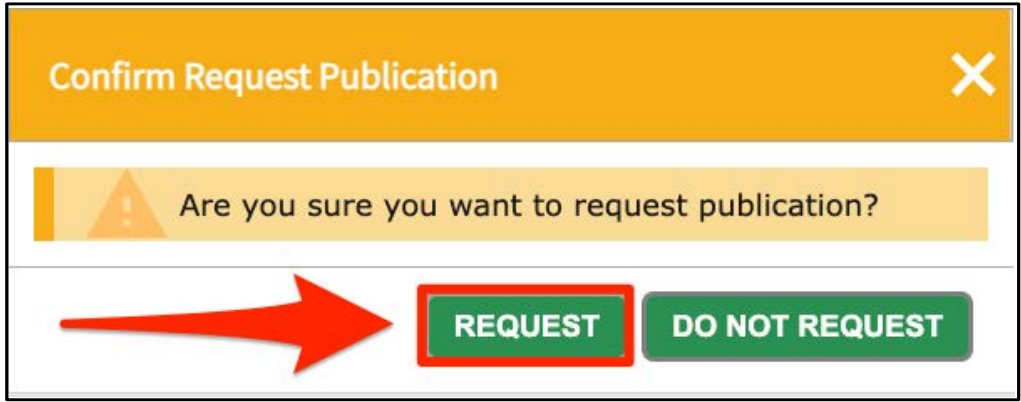 Confirm Request Publication
Are you sure you want to request publication?
REQUEST DO NOT REQUEST